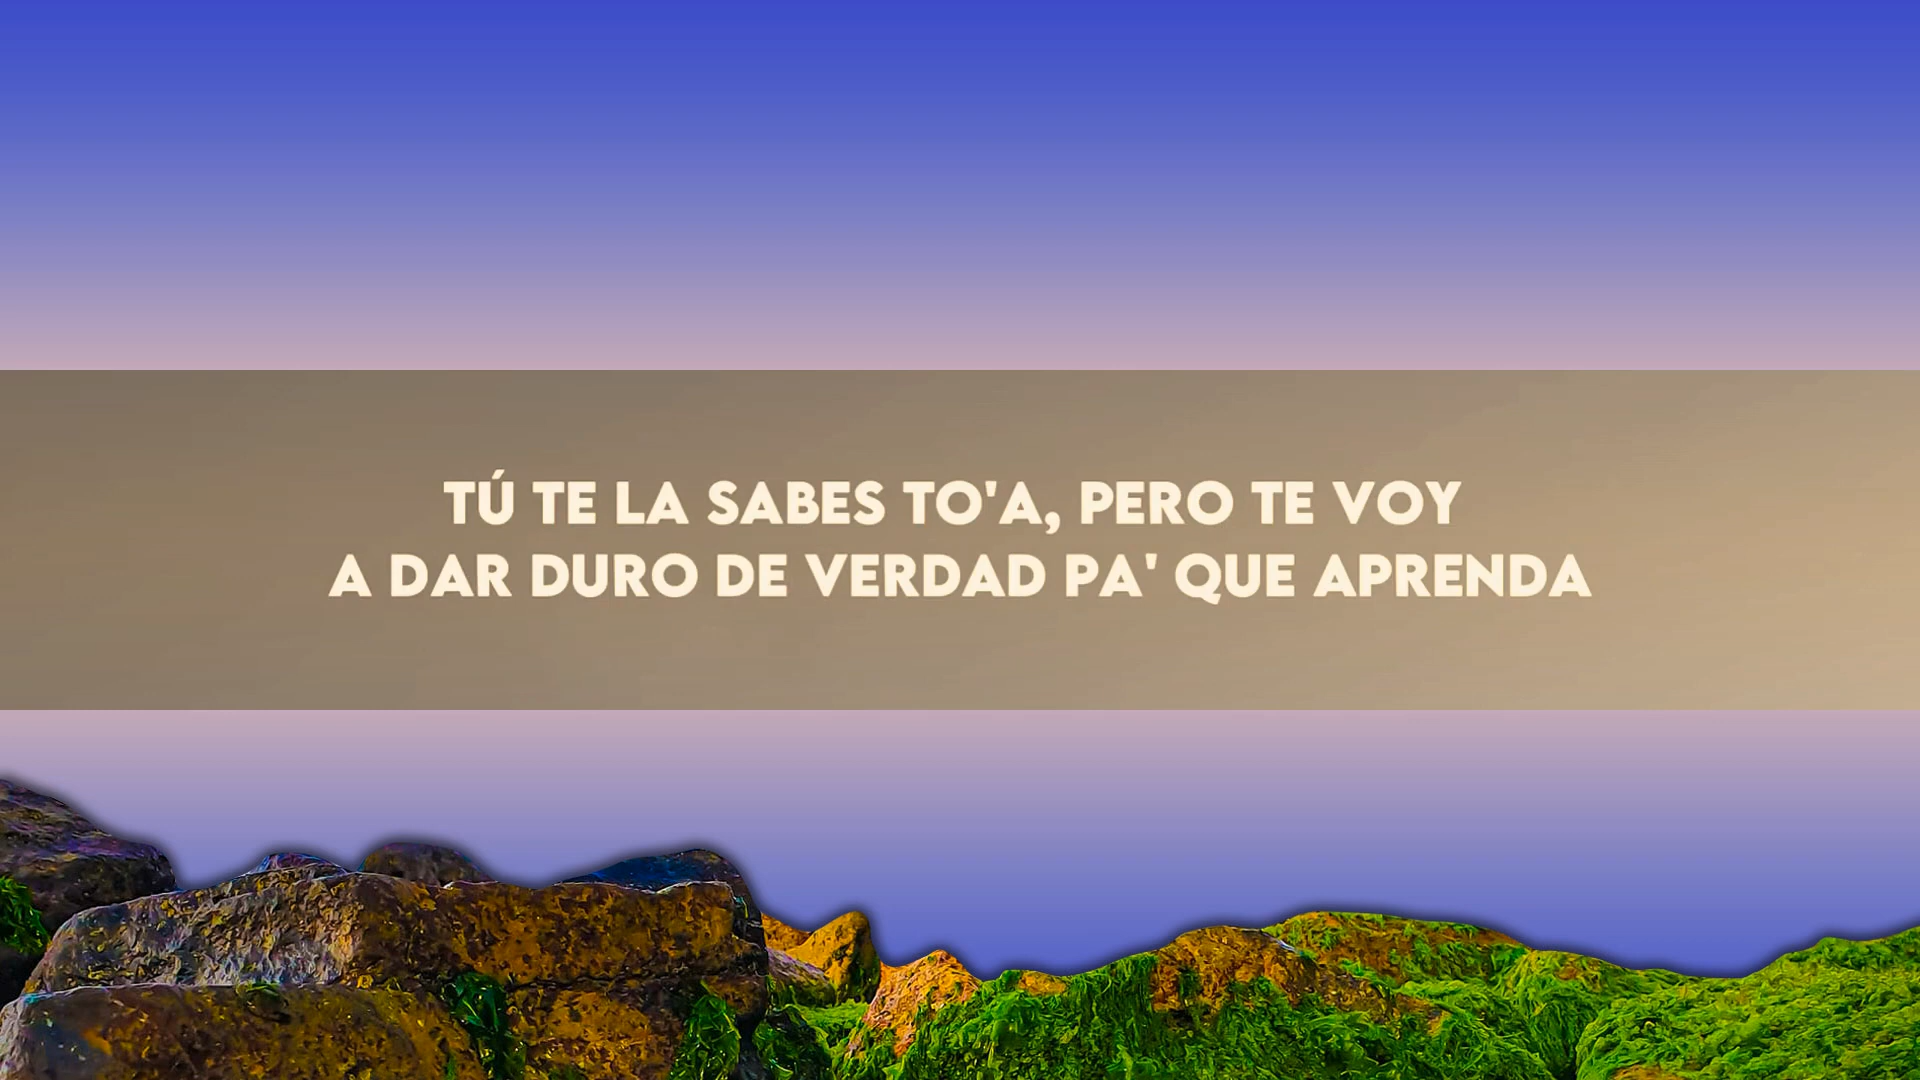 TÚ TE LA SABES TO'A, PERO TE VOY
A DAR DURO DE VERDAD PA' QUE APRENDA